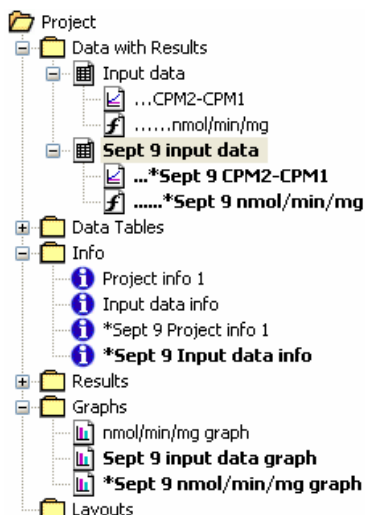 Project
Data with Results
Input data
...CPM2-CPM1
......nmol/min/mg
Sept 9 input data
...*Sept 9 CPM2-CPM1
......*Sept 9 nmol/min/mg
Data Tables
Info
Project info 1
Input data info
*Sept 9 Project info 1
*Sept 9 Input data info
Results
Graphs
nmol/min/mg graph
Sept 9 input data graph
*Sept 9 nmol/min/mg graph
Layouts